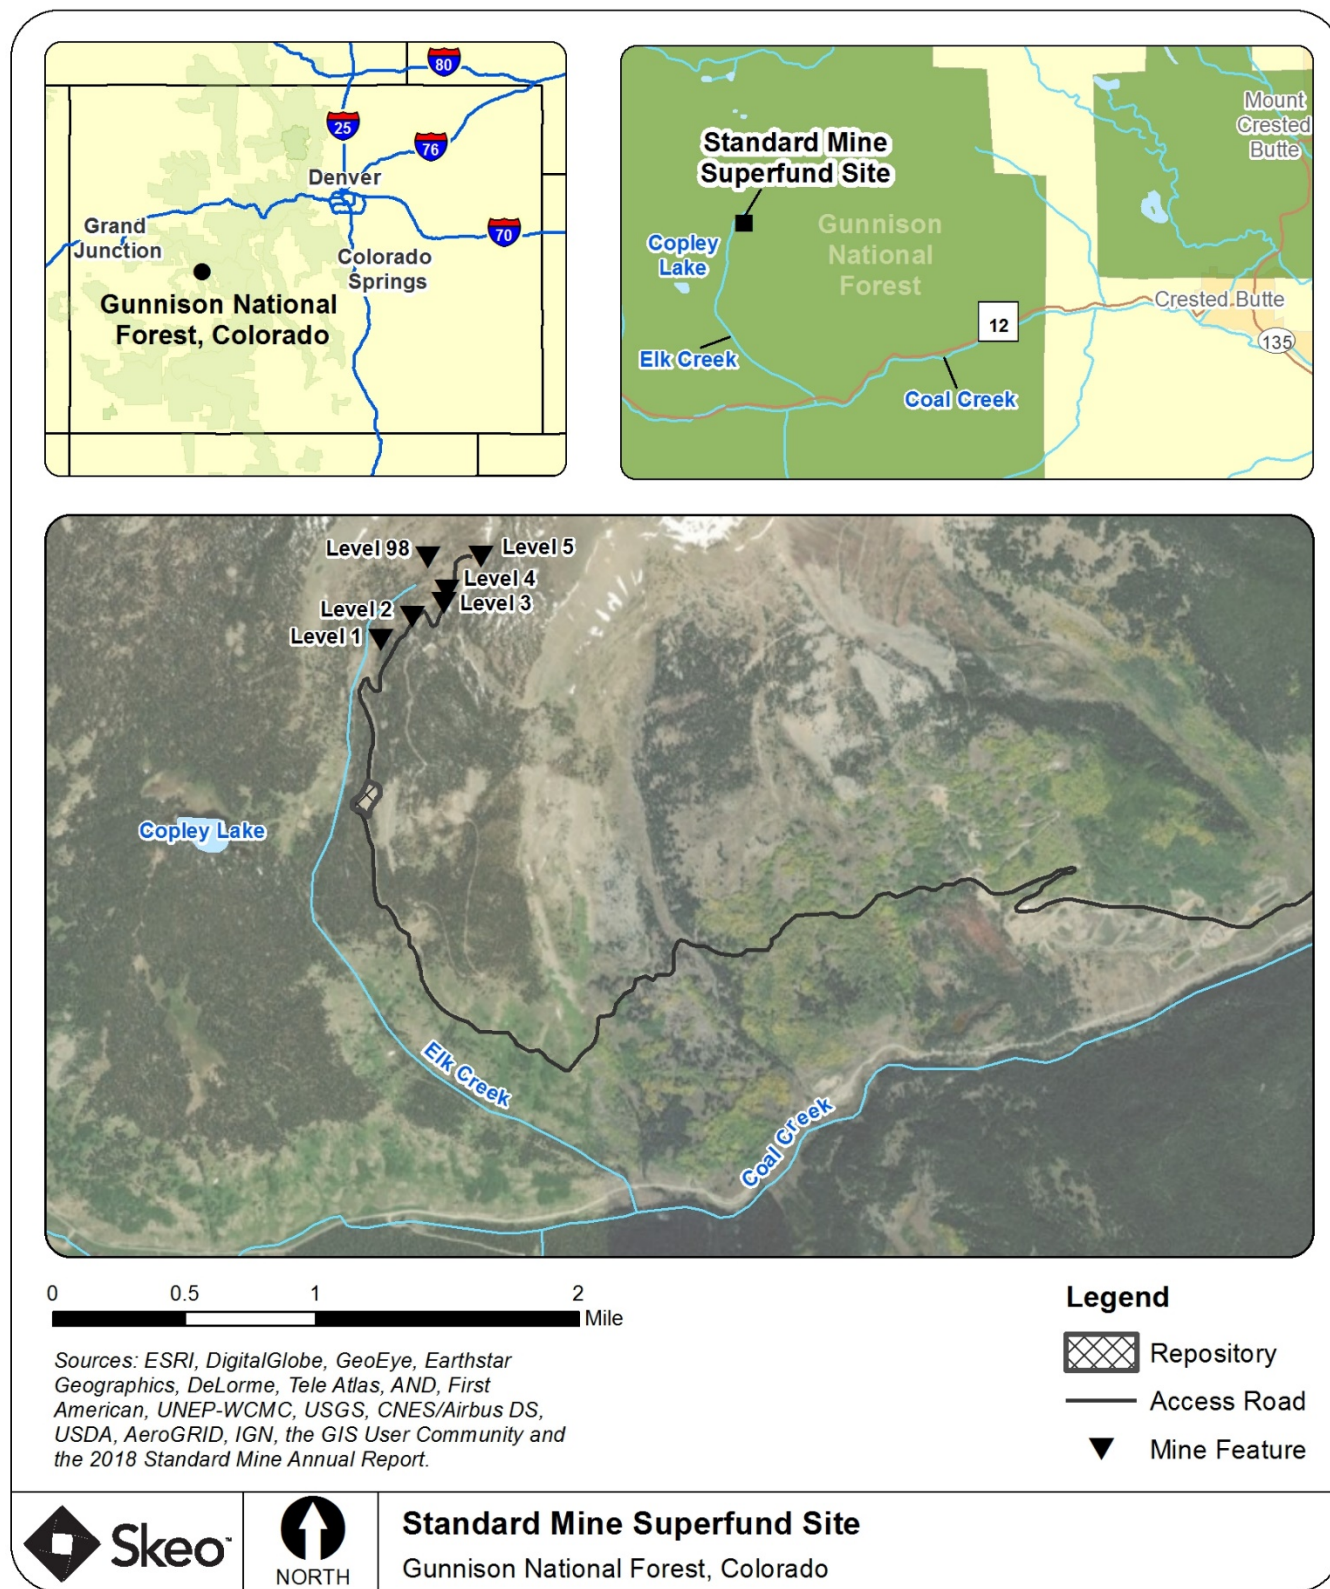 80
25
76
Denver
Grand
Junction
70
Colorado
Springs
Gunnison National
Forest, Colorado
Mount
Crested
Butte
Standard Mine
Superfund Site
Gunnison
National
Forest
Copley
Lake
Crested Butte
12
135
Elk Creek
Coal Creek
Level 98
Level 5
Level 4
Level 3
Level 2
Level 1
Copley Lake
Elk Creek
Coal Creek
0 0.5 1 2
Mile
Sources: ESRI, DigitalGlobe, GeoEye, Earthstar
Geographics, DeLorme, Tele Atlas, AND, First
American, UNEP-WCMC, USGS, CNES/Airbus DS,
USDA, AeroGRID, IGN, the GIS User Community and
the 2018 Standard Mine Annual Report.
Legend
Repository
Access Road
Mine Feature
Skeo™
NORTH
Standard Mine Superfund Site
Gunnison National Forest, Colorado